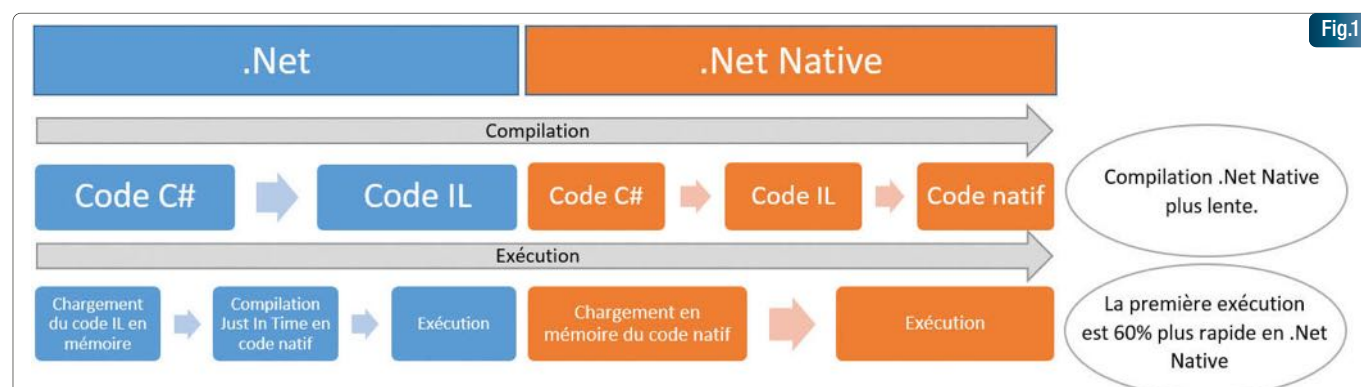 Fig.1
.Net
.Net Native
Compilation
Code C#
Code IL
Code C#
Code IL
Code natif
Compilation .Net Native
plus lente.
Exécution
Chargement
du code IL en
mémoire
Compilation
Just In Time en
code natif
Exécution
Chargement en
mémoire du code natif
Exécution
La première exécution
est 60% plus rapide en .Net
Native